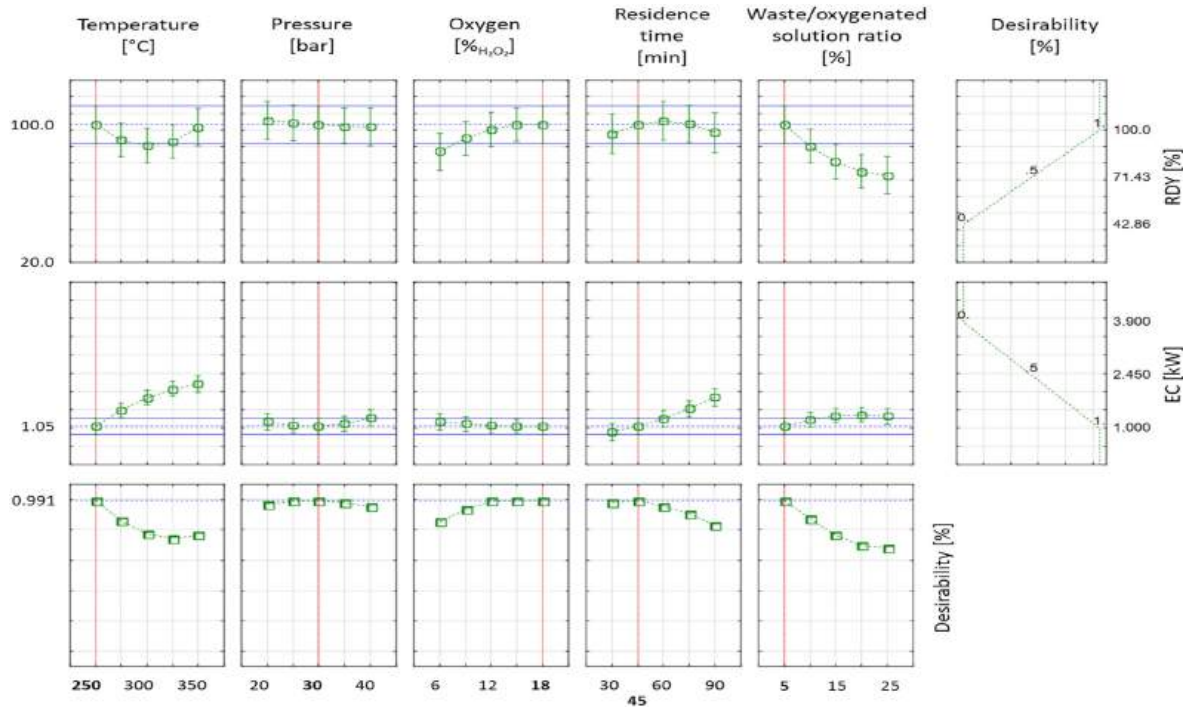 Temperature
[°C]
Pressure
[bar]
Oxygen
[%H₂O₂]
Residence
time
[min]
Waste/oxygenated
solution ratio
[%]
Desirability
[%]
100.0
20.0
1.
.5
0.
100.0
71.43
42.86
RDY [%]
1.05
0.
.5
1.
3.900
2.450
1.000
EC [kW]
0.991
Desirability [%]
250 300 350
20 30 40
6 12 18
30 60 90
45
5 15 25